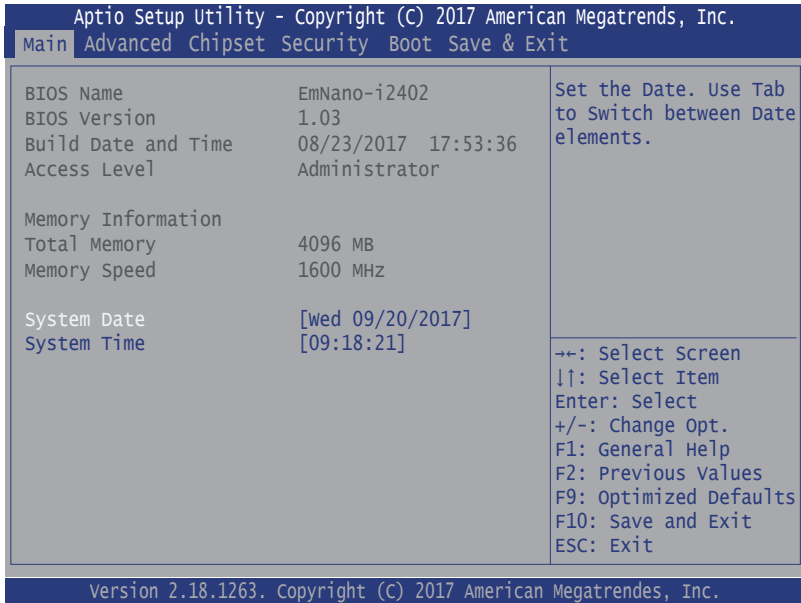 Aptio Setup Utility - Copyright (C) 2017 American Megatrends, Inc.
Main Advanced Chipset Security Boot Save & Exit
BIOS Name EmNano-i2402
BIOS Version 1.03
Build Date and Time 08/23/2017 17:53:36
Access Level Administrator
Memory Information
Total Memory 4096 MB
Memory Speed 1600 MHz
System Date [Wed 09/20/2017]
System Time [09:18:21]
Set the Date. Use Tab
to Switch between Date
elements.
→←: Select Screen
↓↑: Select Item
Enter: Select
+/-: Change Opt.
F1: General Help
F2: Previous Values
F9: Optimized Defaults
F10: Save and Exit
ESC: Exit
Version 2.18.1263. Copyright (C) 2017 American Megatrendes, Inc.